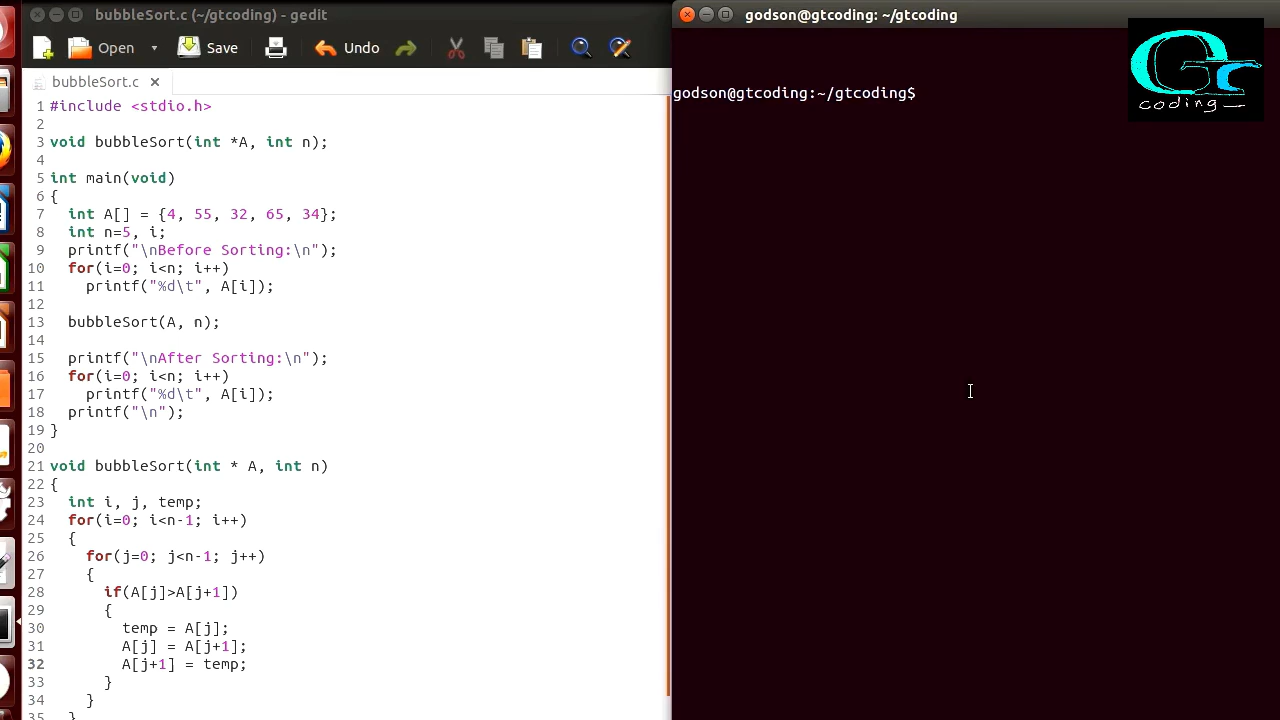 bubbleSort.c (~/gtcoding) - gedit
Open Save Undo
bubbleSort.c
1 #include <stdio.h>
2
3 void bubbleSort(int *A, int n);
4
5 int main(void)
6 {
7   int A[] = {4, 55, 32, 65, 34};
8   int n=5, i;
9   printf("\nBefore Sorting:\n");
10   for(i=0; i<n; i++)
11     printf("%d\t", A[i]);
12
13   bubbleSort(A, n);
14
15   printf("\nAfter Sorting:\n");
16   for(i=0; i<n; i++)
17     printf("%d\t", A[i]);
18   printf("\n");
19 }
20
21 void bubbleSort(int * A, int n)
22 {
23   int i, j, temp;
24   for(i=0; i<n-1; i++)
25   {
26     for(j=0; j<n-1; j++)
27     {
28       if(A[j]>A[j+1])
29       {
30         temp = A[j];
31         A[j] = A[j+1];
32         A[j+1] = temp;
33       }
34     }
35   }
godson@gtcoding: ~/gtcoding
godson@gtcoding:~/gtcoding$
Gtc
coding